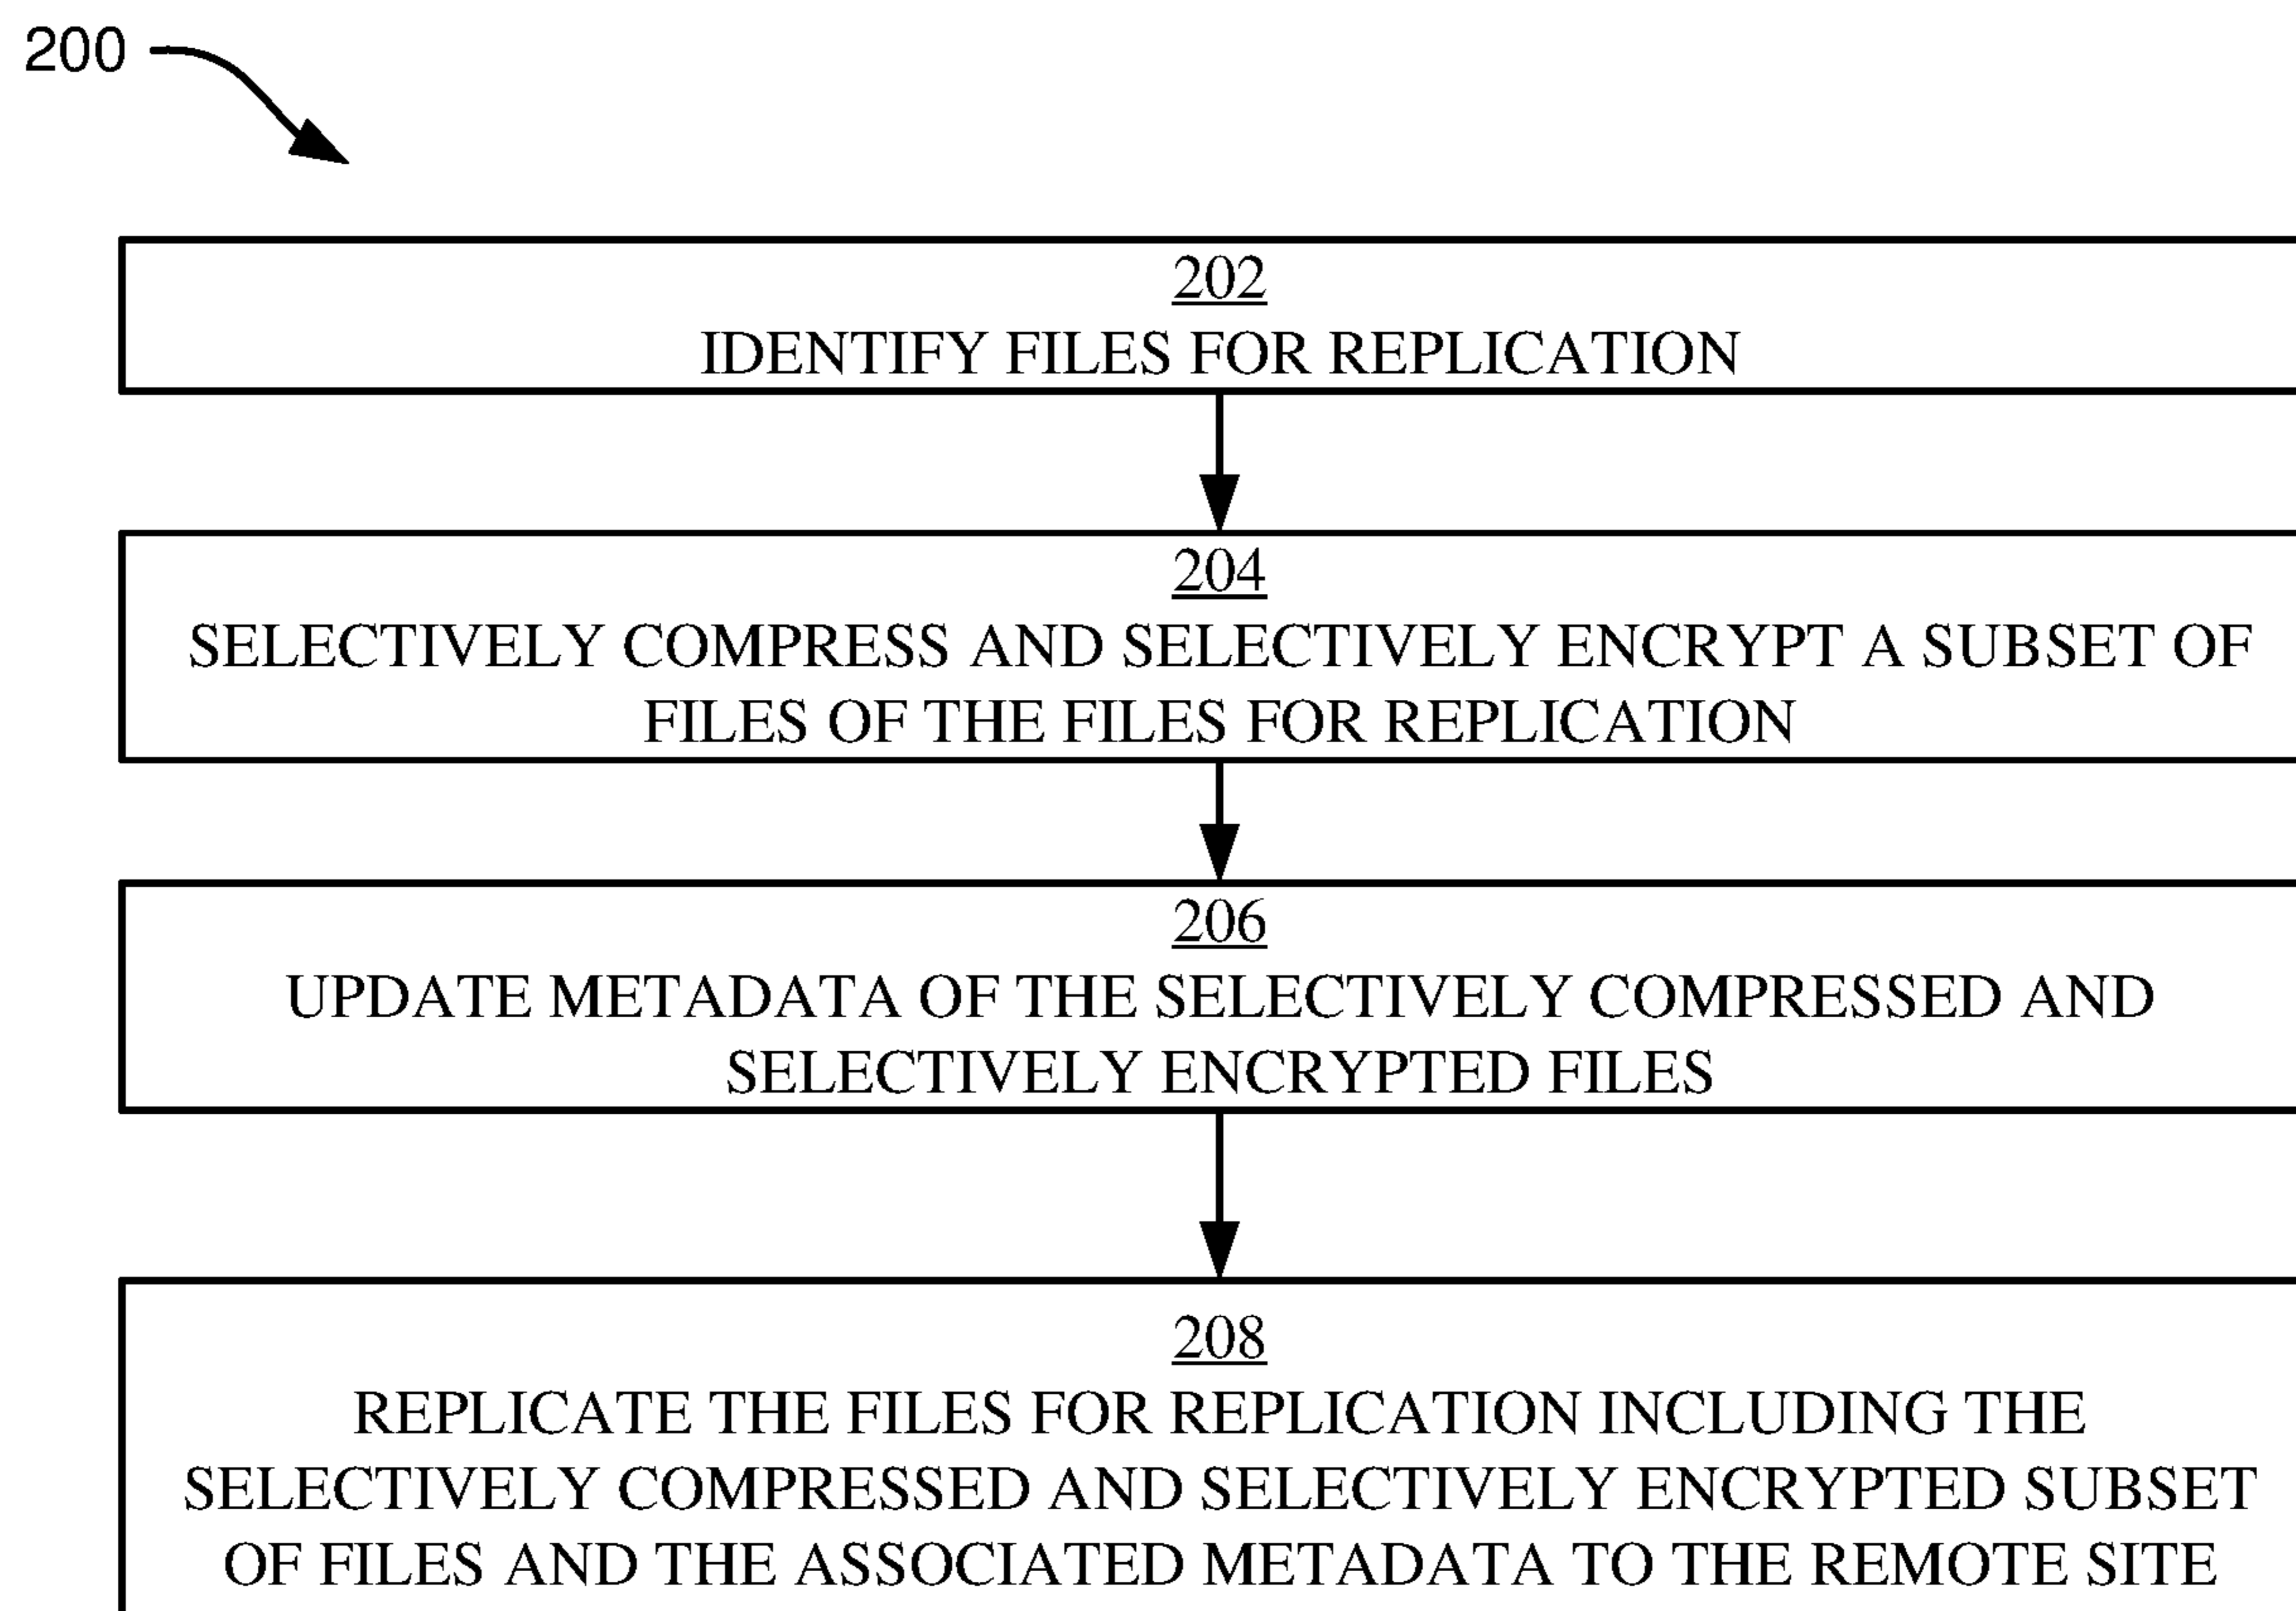 200
202
IDENTIFY FILES FOR REPLICATION
204
SELECTIVELY COMPRESS AND SELECTIVELY ENCRYPT A SUBSET OF
FILES OF THE FILES FOR REPLICATION
206
UPDATE METADATA OF THE SELECTIVELY COMPRESSED AND
SELECTIVELY ENCRYPTED FILES
208
REPLICATE THE FILES FOR REPLICATION INCLUDING THE
SELECTIVELY COMPRESSED AND SELECTIVELY ENCRYPTED SUBSET
OF FILES AND THE ASSOCIATED METADATA TO THE REMOTE SITE